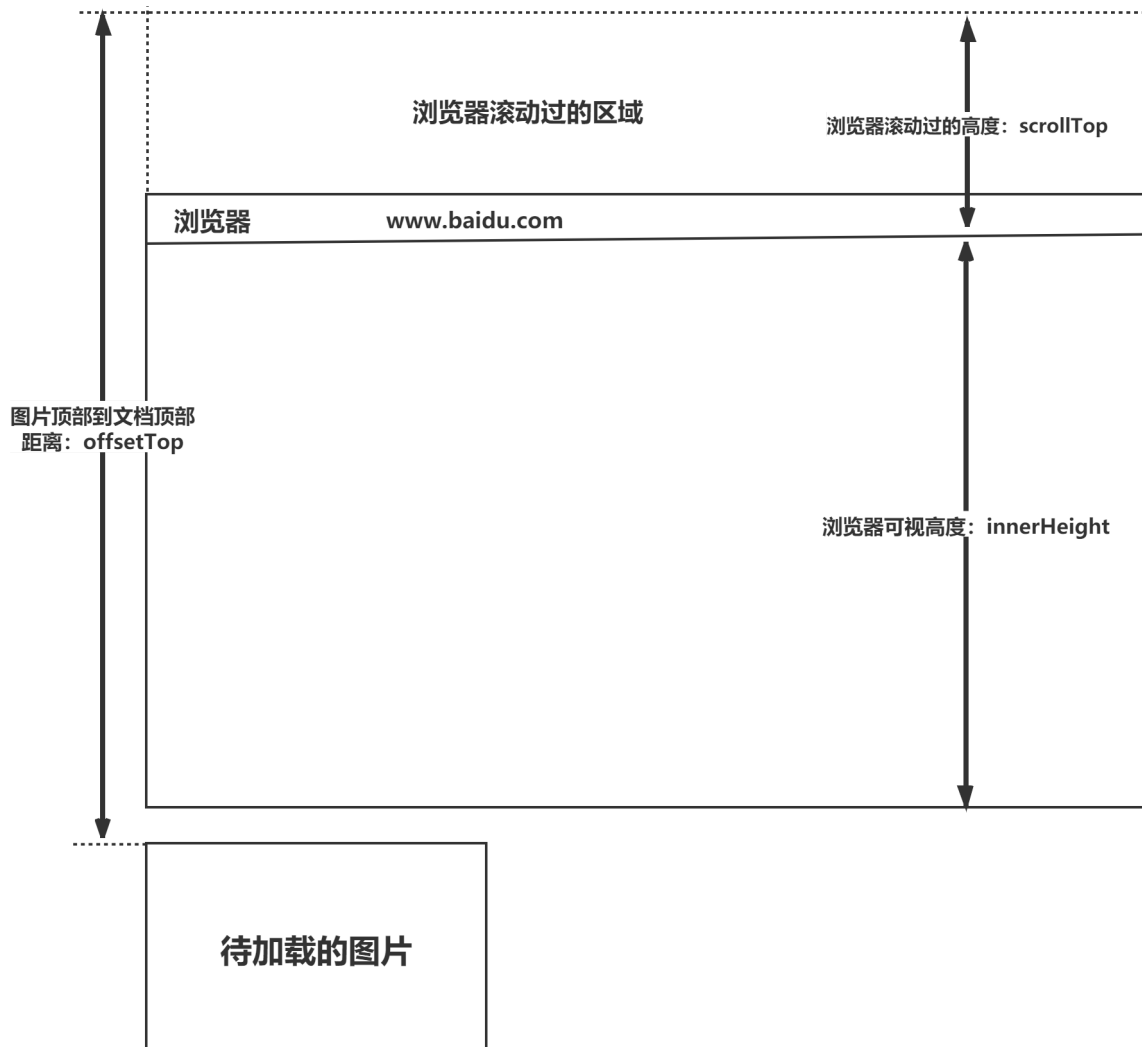 浏览器滚动过的区域
浏览器滚动过的高度：scrollTop
浏览器
www.baidu.com
图片顶部到文档顶部
距离：offsetTop
浏览器可视高度：innerHeight
待加载的图片